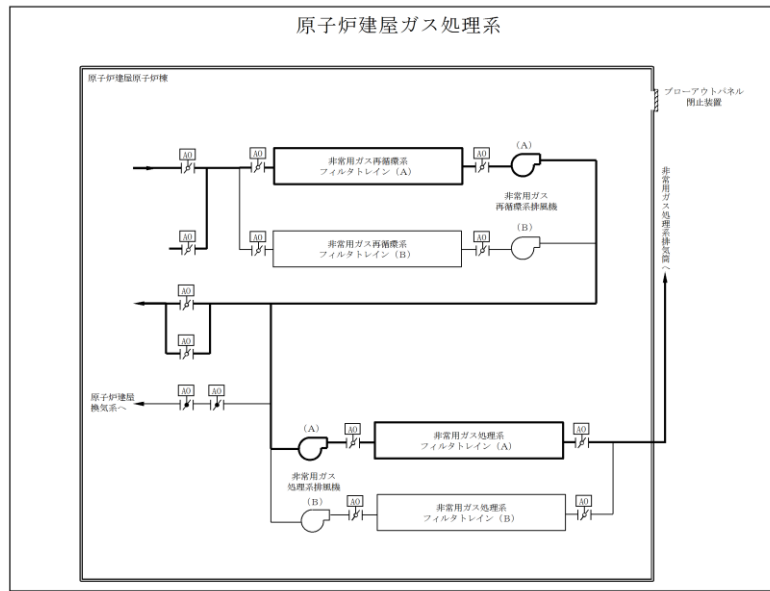 原子炉建屋ガス処理系
原子炉建屋原子炉棟
ブローアウトパネル
閉止装置
AO
AO
非常用ガス再循環系
フィルタトレイン（A）
AO
（A）
非常用ガス
再循環系排風機
AO
AO
非常用ガス再循環系
フィルタトレイン（B）
AO
（B）
非常用ガス処理系排気筒へ
AO
AO
原子炉建屋
換気系へ
AO
AO
（A）
AO
非常用ガス処理系
フィルタトレイン（A）
AO
非常用ガス
処理系排風機
（B）
AO
非常用ガス処理系
フィルタトレイン（B）
AO